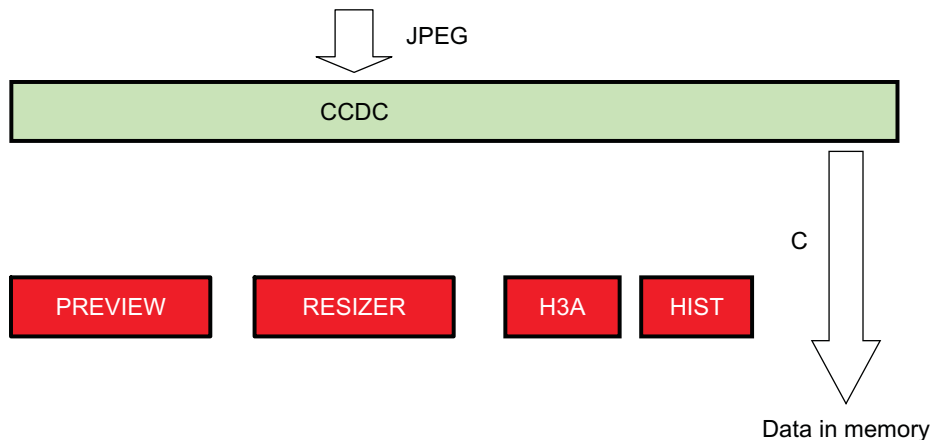 JPEG
CCDC
C
PREVIEW
RESIZER
H3A
HIST
Data in memory